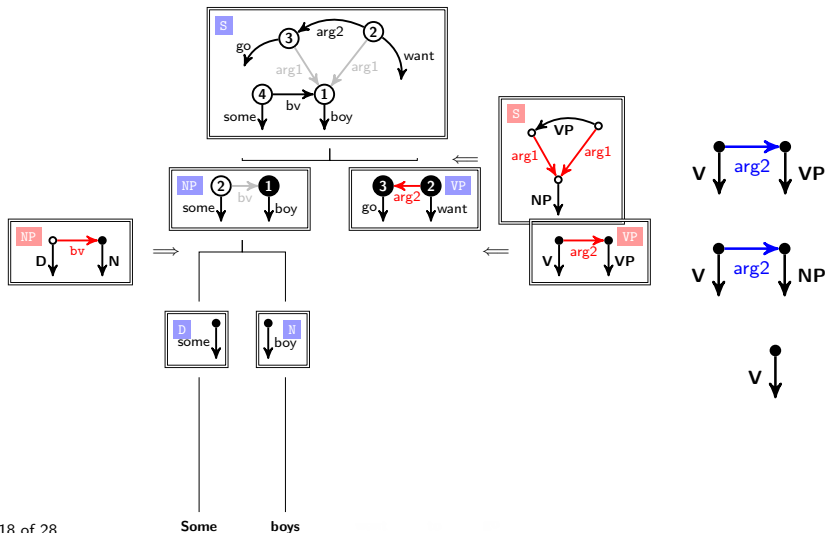 S
go
3
arg2
2
want
arg1
arg1
4
1
some
bv
boy
S
VP
arg1
arg1
NP
V
arg2
VP
NP
2
1
some
bv
boy
3
2
VP
go
arg2
want
NP
D
bv
N
VP
V
arg2
VP
V
arg2
NP
D
some
N
boy
V
18 of 28
Some
boys